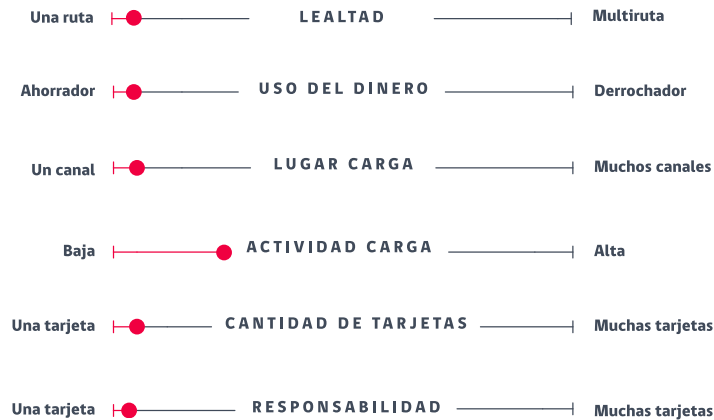 Una ruta LEALTAD Multiruta
Ahorrador USO DEL DINERO Derrochador
Un canal LUGAR CARGA Muchos canales
Baja ACTIVIDAD CARGA Alta
Una tarjeta CANTIDAD DE TARJETAS Muchas tarjetas
Una tarjeta RESPONSABILIDAD Muchas tarjetas